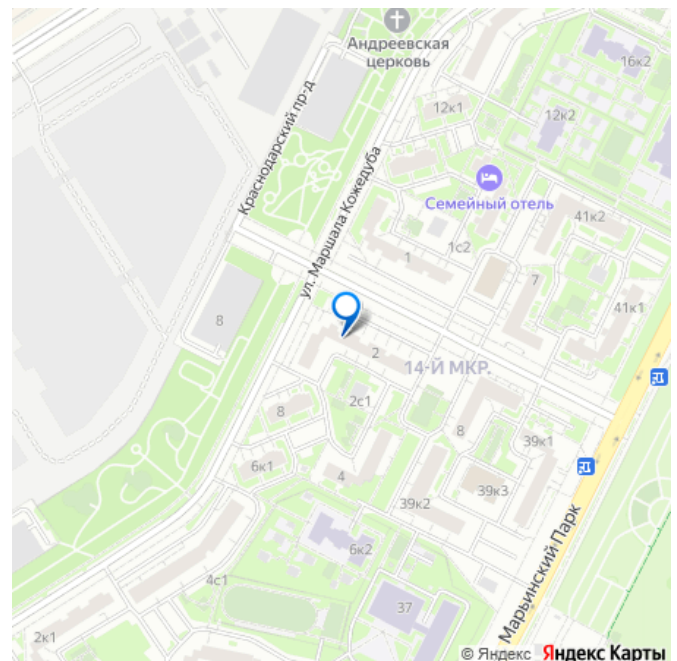 Андреевская
церковь
16к2
12к1
12к2
Краснодарский пр-д
ул. Маршала Кожедуба
Семейный отель
41к2
1с2
1
7
41к1
8
2
14-Й МКР.
2с1
8
8
39к1
6к1
4
39к2
39к3
6к2
Марьинский Парк
4с1
37
2к1
© Яндекс Яндекс Карты